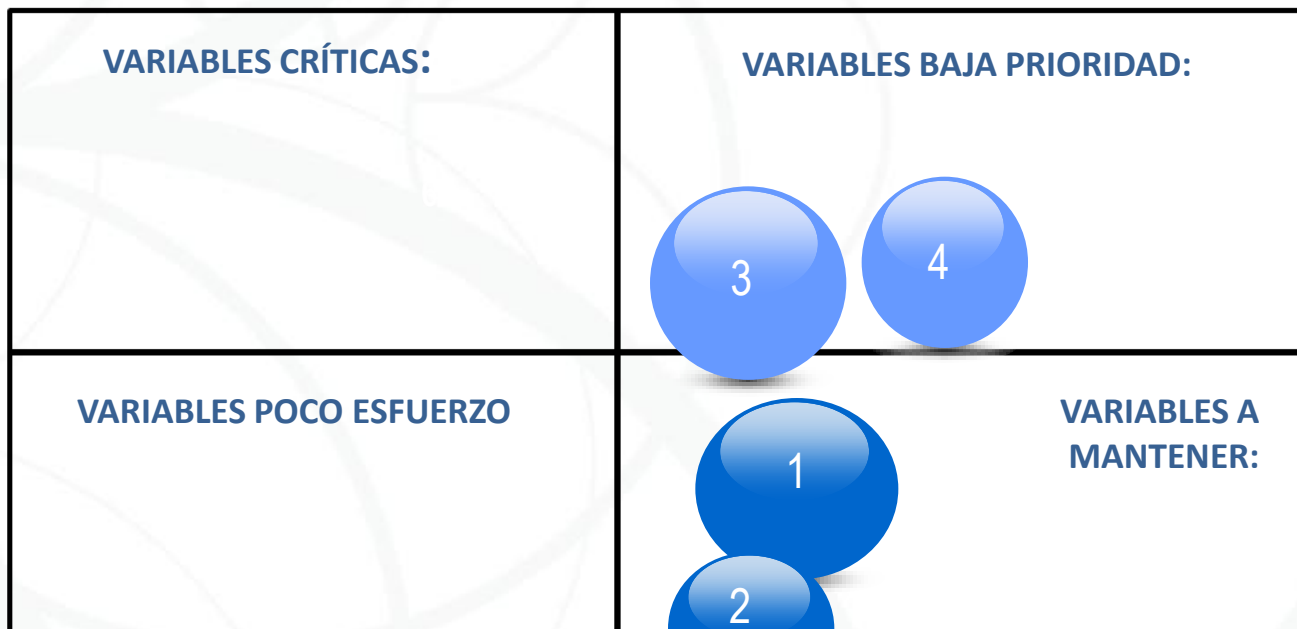 VARIABLES CRÍTICAS:
VARIABLES BAJA PRIORIDAD:
3
4
VARIABLES POCO ESFUERZO
VARIABLES A
MANTENER:
1
2